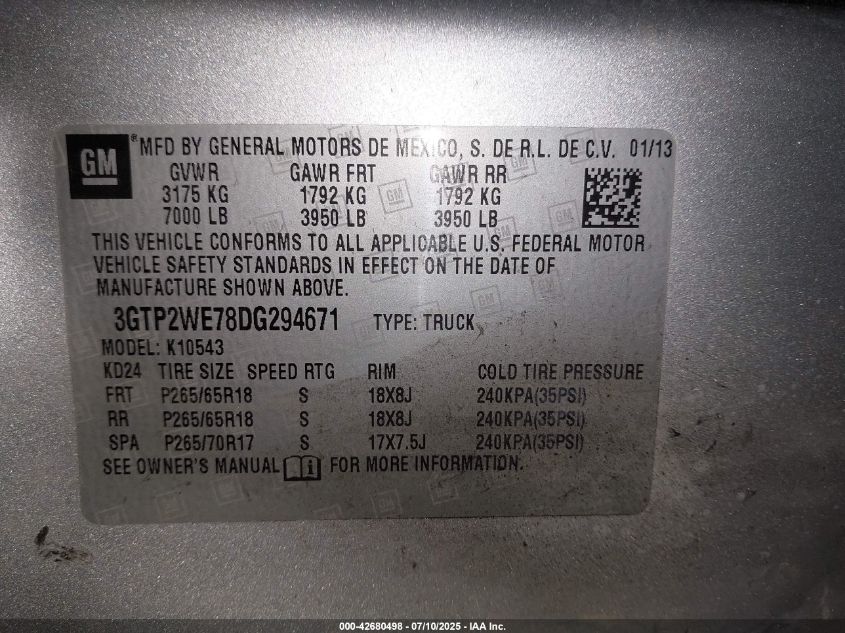 GM ® MFD BY GENERAL MOTORS DE MEXICO, S. DE R.L. DE C.V. 01/13
GVWR GAWR FRT GAWR RR
3175 KG 1792 KG 1792 KG
7000 LB 3950 LB 3950 LB
THIS VEHICLE CONFORMS TO ALL APPLICABLE U.S. FEDERAL MOTOR
VEHICLE SAFETY STANDARDS IN EFFECT ON THE DATE OF
MANUFACTURE SHOWN ABOVE.
3GTP2WE78DG294671 TYPE: TRUCK
MODEL: K10543
KD24 TIRE SIZE SPEED RTG RIM COLD TIRE PRESSURE
FRT P265/65R18 S 18X8J 240KPA(35PSI)
RR P265/65R18 S 18X8J 240KPA(35PSI)
SPA P265/70R17 S 17X7.5J 240KPA(35PSI)
SEE OWNER'S MANUAL i FOR MORE INFORMATION.
000-42680498 - 07/10/2025 - IAA Inc.